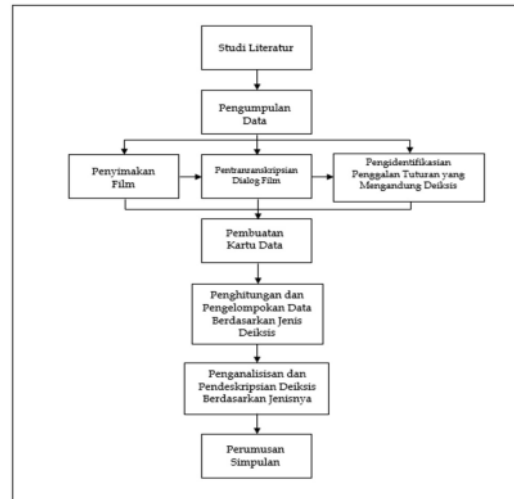 Studi Literatur
Pengumpulan
Data
Penyimakan
Film
Pentranranskripsian
Dialog Film
Pengidentifikasian
Penggalan Tuturan yang
Mengandung Deiksis
Pembuatan
Kartu Data
Penghitungan dan
Pengelompokan Data
Berdasarkan Jenis
Deiksis
Penganalisisan dan
Pendeskripsian Deiksis
Berdasarkan Jenisnya
Perumusan
Simpulan